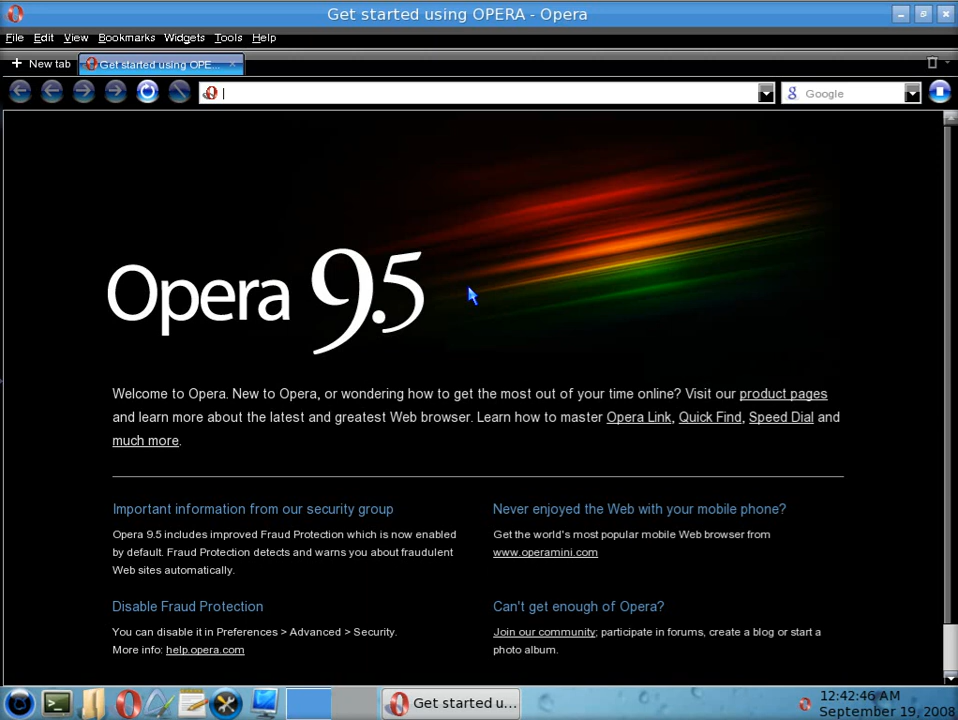 Get started using OPERA - Opera
File Edit View Bookmarks Widgets Tools Help
New tab Get started using OPE...
Google
Opera 9.5
Welcome to Opera. New to Opera, or wondering how to get the most out of your time online? Visit our product pages
and learn more about the latest and greatest Web browser. Learn how to master Opera Link, Quick Find, Speed Dial and
much more.
Important information from our security group
Opera 9.5 includes improved Fraud Protection which is now enabled
by default. Fraud Protection detects and warns you about fraudulent
Web sites automatically.
Never enjoyed the Web with your mobile phone?
Get the world's most popular mobile Web browser from
www.operamini.com
Disable Fraud Protection
You can disable it in Preferences > Advanced > Security.
More info: help.opera.com
Can't get enough of Opera?
Join our community; participate in forums, create a blog or start a
photo album.
Get started u...
12:42:46 AM
September 19, 2008